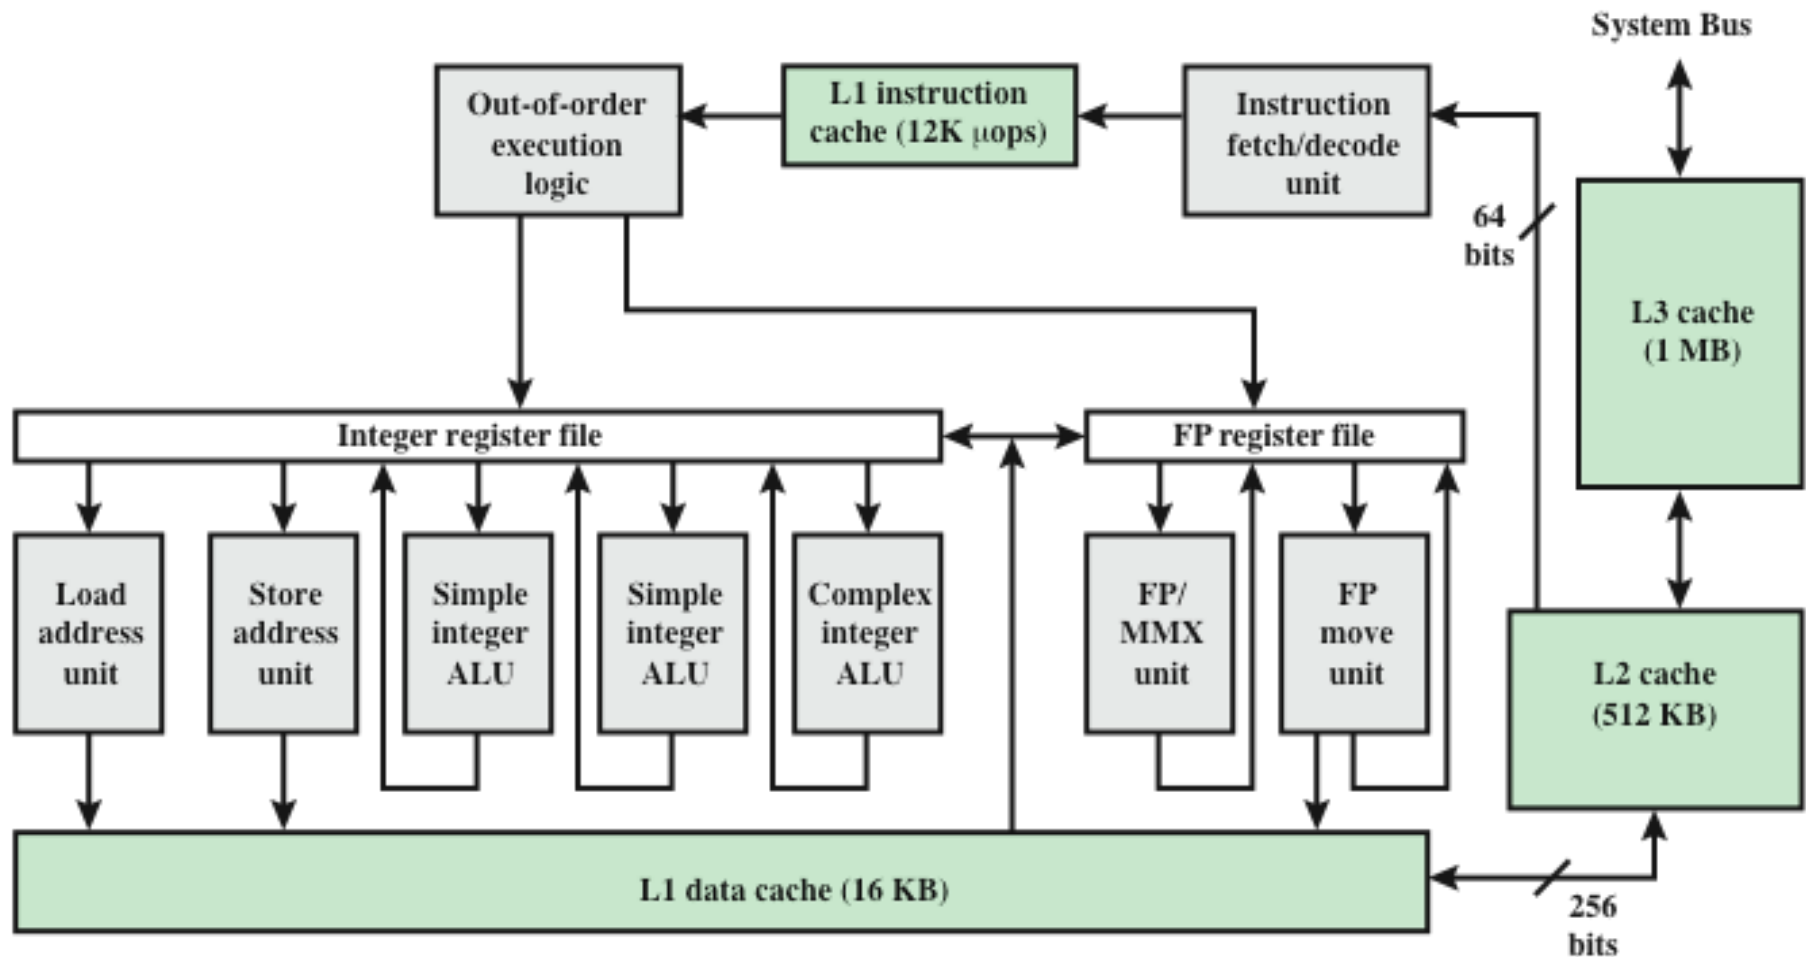 System Bus
Out-of-order
execution
logic
L1 instruction
cache (12K μops)
Instruction
fetch/decode
unit
64
bits
L3 cache
(1 MB)
Integer register file
FP register file
Load
address
unit
Store
address
unit
Simple
integer
ALU
Simple
integer
ALU
Complex
integer
ALU
FP/
MMX
unit
FP
move
unit
L2 cache
(512 KB)
L1 data cache (16 KB)
256
bits